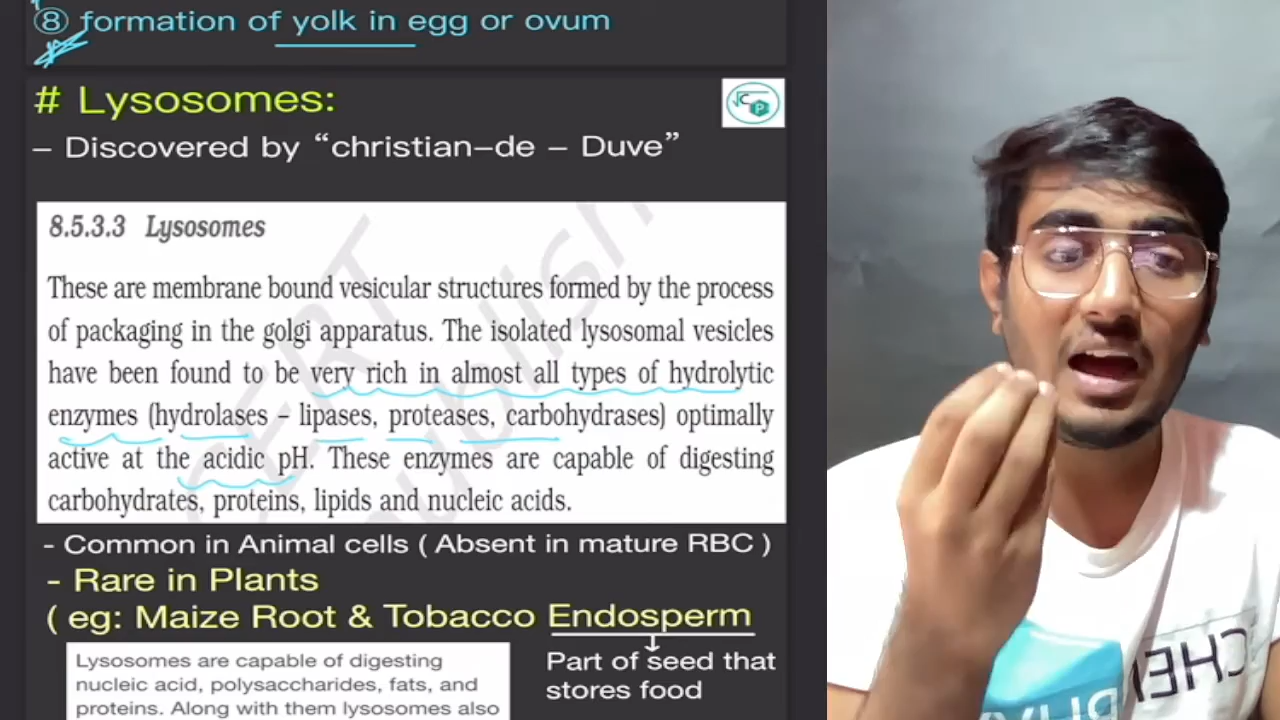 ⑧ formation of yolk in egg or ovum
# Lysosomes:
– Discovered by “christian–de – Duve”
8.5.3.3 Lysosomes
These are membrane bound vesicular structures formed by the process
of packaging in the golgi apparatus. The isolated lysosomal vesicles
have been found to be very rich in almost all types of hydrolytic
enzymes (hydrolases – lipases, proteases, carbohydrases) optimally
active at the acidic pH. These enzymes are capable of digesting
carbohydrates, proteins, lipids and nucleic acids.
- Common in Animal cells ( Absent in mature RBC )
- Rare in Plants
( eg: Maize Root & Tobacco Endosperm
Part of seed that
stores food
Lysosomes are capable of digesting
nucleic acid, polysaccharides, fats, and
proteins. Along with them lysosomes also